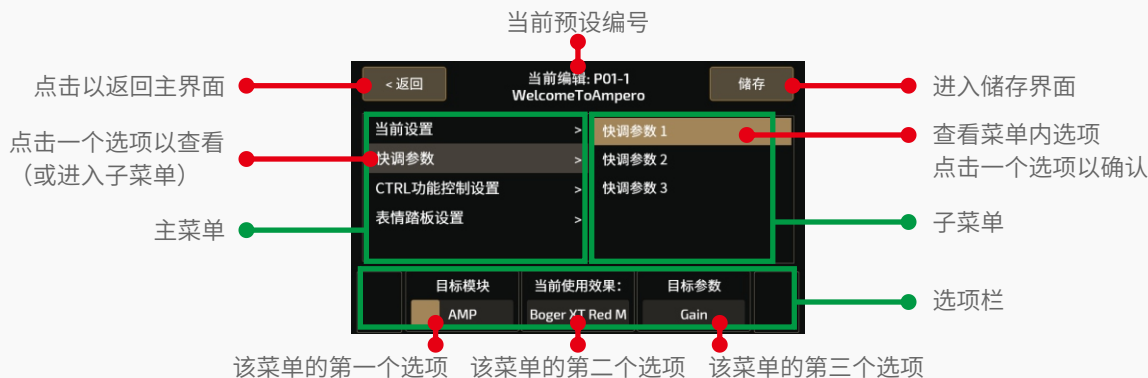 当前预设编号
点击以返回主界面
< 返回
当前编辑: P01-1
WelcomeToAmpero
储存
进入储存界面
点击一个选项以查看
（或进入子菜单）
当前设置 >
快调参数 >
CTRL功能控制设置 >
表情踏板设置 >
快调参数 1
快调参数 2
快调参数 3
查看菜单内选项
点击一个选项以确认
主菜单
子菜单
目标模块
当前使用效果:
目标参数
AMP
Boger XT Red M
Gain
选项栏
该菜单的第一个选项
该菜单的第二个选项
该菜单的第三个选项